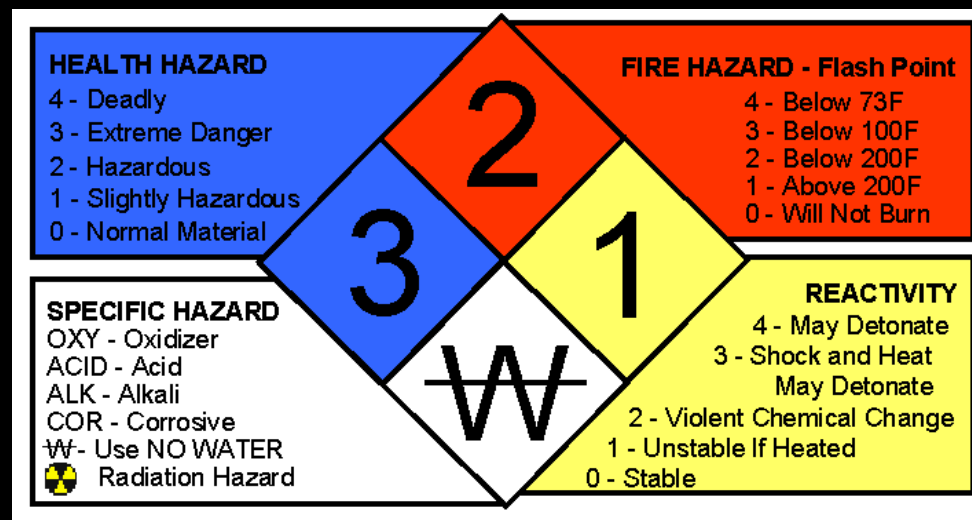 HEALTH HAZARD
4 - Deadly
3 - Extreme Danger
2 - Hazardous
1 - Slightly Hazardous
0 - Normal Material
FIRE HAZARD - Flash Point
4 - Below 73F
3 - Below 100F
2 - Below 200F
1 - Above 200F
0 - Will Not Burn
2
3
1
W
SPECIFIC HAZARD
OXY - Oxidizer
ACID - Acid
ALK - Alkali
COR - Corrosive
W - Use NO WATER
Radiation Hazard
REACTIVITY
4 - May Detonate
3 - Shock and Heat
May Detonate
2 - Violent Chemical Change
1 - Unstable If Heated
0 - Stable